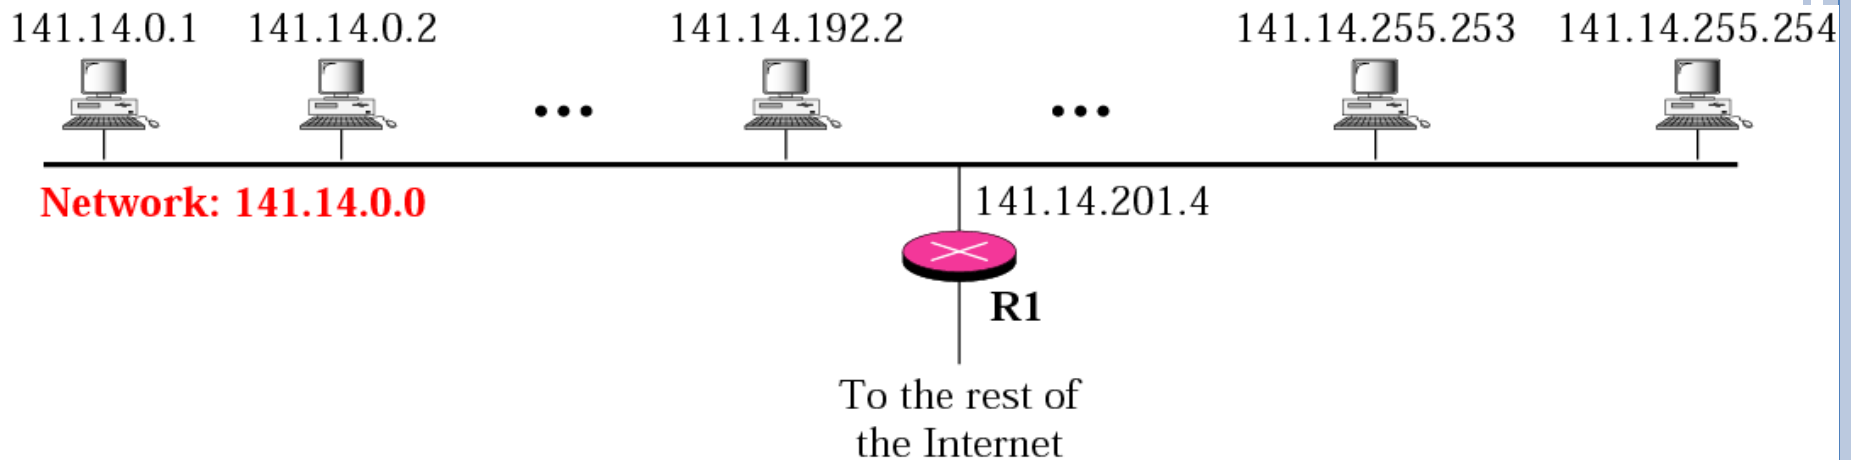 141.14.0.1
141.14.0.2
141.14.192.2
141.14.255.253
141.14.255.254
Network: 141.14.0.0
141.14.201.4
R1
To the rest of
the Internet